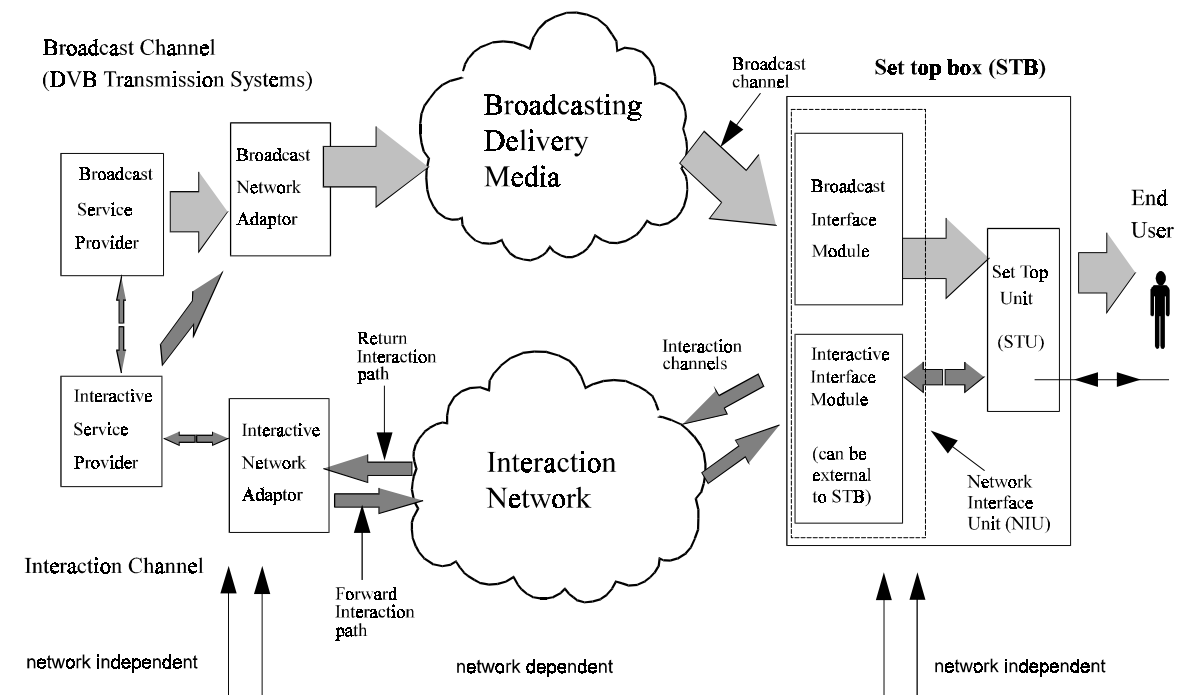 Broadcast Channel
(DVB Transmission Systems)
Broadcast
Service
Provider
Broadcast
Network
Adaptor
Broadcasting
Delivery
Media
Broadcast
channel
Set top box (STB)
Broadcast
Interface
Module
Set Top
Unit
(STU)
End
User
Interactive
Service
Provider
Interactive
Network
Adaptor
Return
Interaction
path
Interaction
Network
Interaction
channels
Interactive
Interface
Module
(can be
external
to STB)
Network
Interface
Unit (NIU)
Interaction Channel
Forward
Interaction
path
network independent
network dependent
network independent